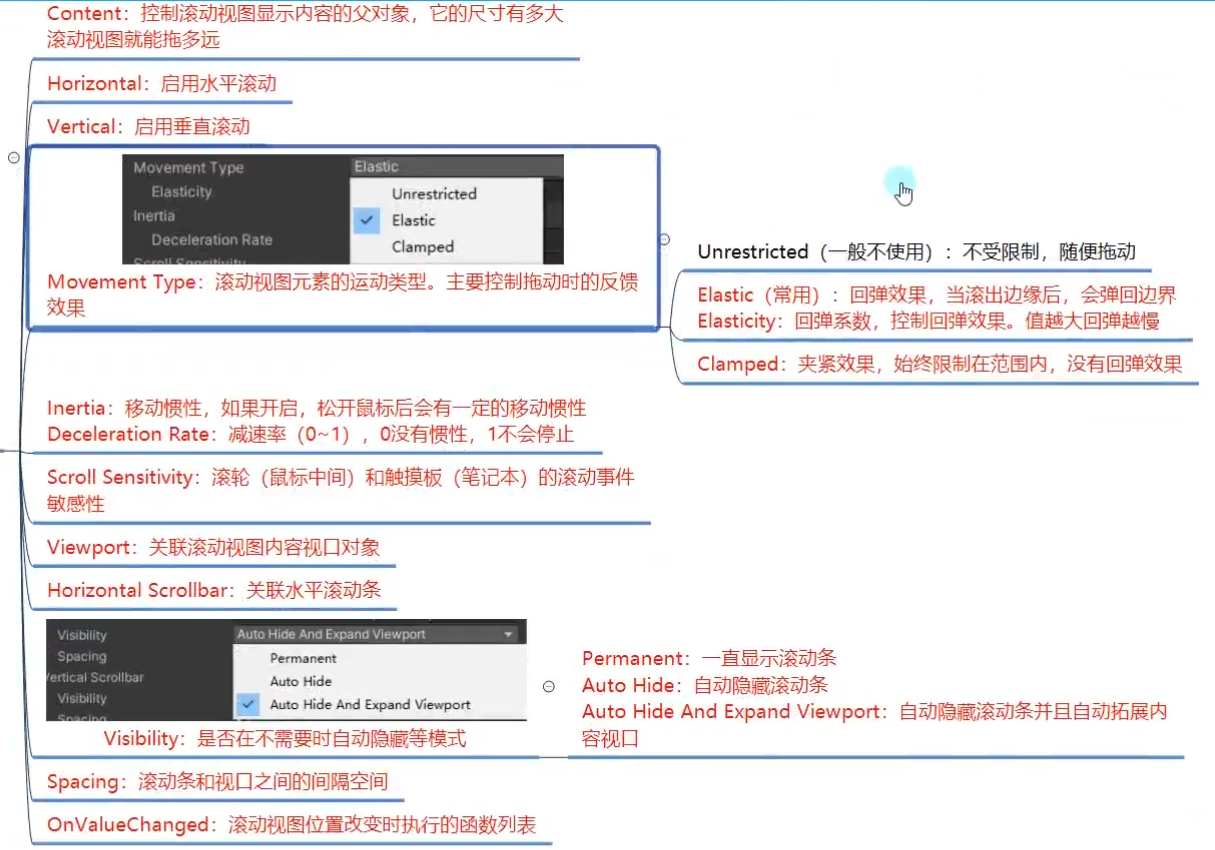 Content：控制滚动视图显示内容的父对象，它的尺寸有多大
滚动视图就能拖多远
Horizontal：启用水平滚动
Vertical：启用垂直滚动
Movement Type
Elastic
Elasticity
Unrestricted
Inertia
Elastic
Deceleration Rate
Clamped
Scroll Sensitivity
Movement Type：滚动视图元素的运动类型。主要控制拖动时的反馈
效果
Unrestricted（一般不使用）：不受限制，随便拖动
Elastic（常用）：回弹效果，当滚出边缘后，会弹回边界
Elasticity：回弹系数，控制回弹效果。值越大回弹越慢
Clamped：夹紧效果，始终限制在范围内，没有回弹效果
Inertia：移动惯性，如果开启，松开鼠标后会有一定的移动惯性
Deceleration Rate：减速率（0~1），0没有惯性，1不会停止
Scroll Sensitivity：滚轮（鼠标中间）和触摸板（笔记本）的滚动事件
敏感性
Viewport：关联滚动视图内容视口对象
Horizontal Scrollbar：关联水平滚动条
Visibility
Auto Hide And Expand Viewport
Spacing
Permanent
Vertical Scrollbar
Auto Hide
Visibility
Auto Hide And Expand Viewport
Spacing
Visibility：是否在不需要时自动隐藏等模式
Permanent：一直显示滚动条
Auto Hide：自动隐藏滚动条
Auto Hide And Expand Viewport：自动隐藏滚动条并且自动拓展内
容视口
Spacing：滚动条和视口之间的间隔空间
OnValueChanged：滚动视图位置改变时执行的函数列表